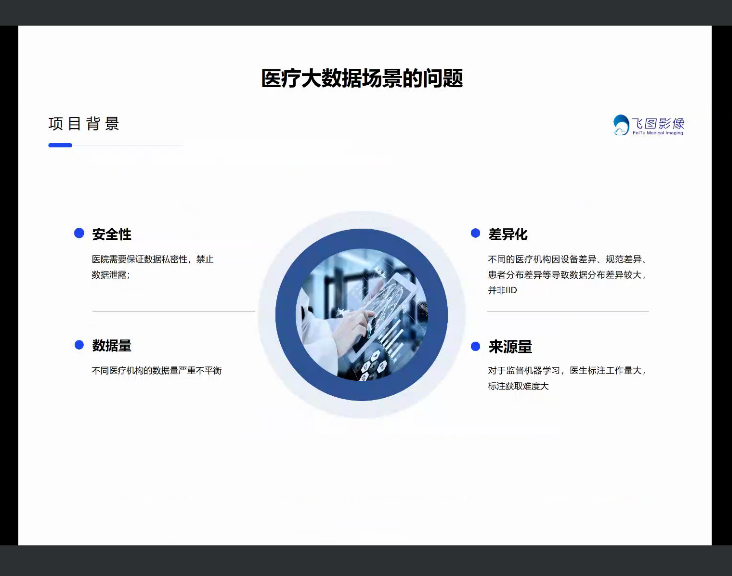 医疗大数据场景的问题
项目背景
飞图影像
FeiTu Medical Imaging
安全性
医院需要保证数据私密性，禁止
数据泄露；
数据量
不同医疗机构的数据量严重不平衡
差异化
不同的医疗机构因设备差异、规范差异、
患者分布差异等导致数据分布差异较大，
并非IID
来源量
对于监督机器学习，医生标注工作量大，
标注获取难度大